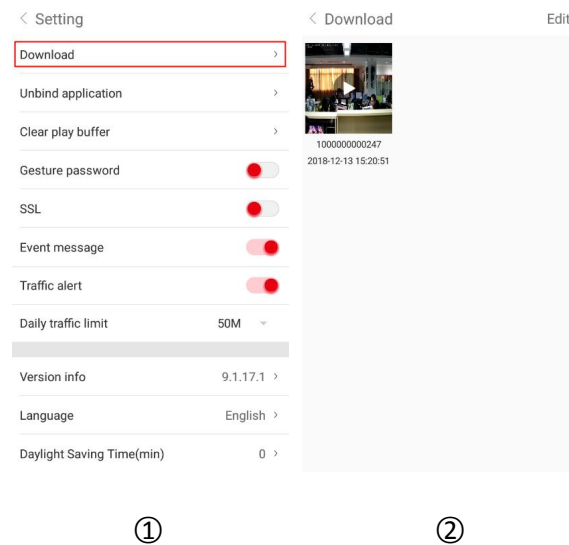 Setting
Download
Unbind application
Clear play buffer
Gesture password
SSL
Event message
Traffic alert
Daily traffic limit 50M
Version info 9.1.17.1
Language English
Daylight Saving Time(min) 0
①
Download Edit
1000000000247
2018-12-13 15:20:51
②